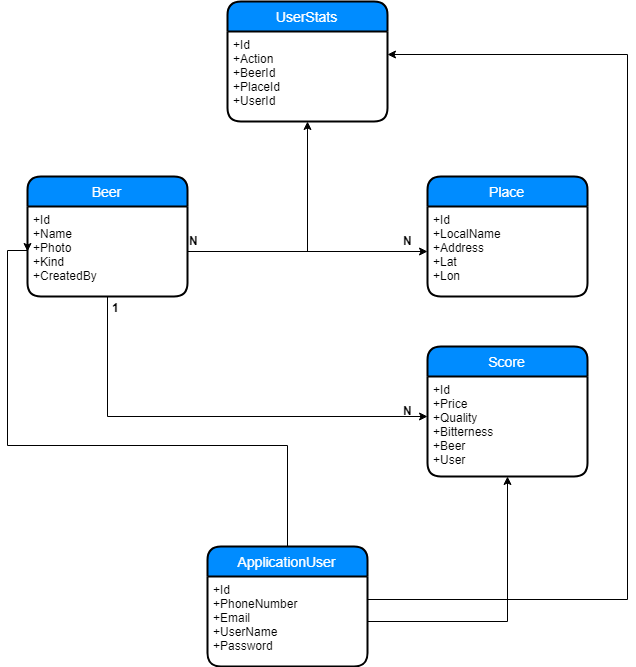 UserStats
+Id
+Action
+BeerId
+PlaceId
+UserId
Beer
+Id
+Name
+Photo
+Kind
+CreatedBy
N
N
Place
+Id
+LocalName
+Address
+Lat
+Lon
1
N
Score
+Id
+Price
+Quality
+Bitterness
+Beer
+User
ApplicationUser
+Id
+PhoneNumber
+Email
+UserName
+Password